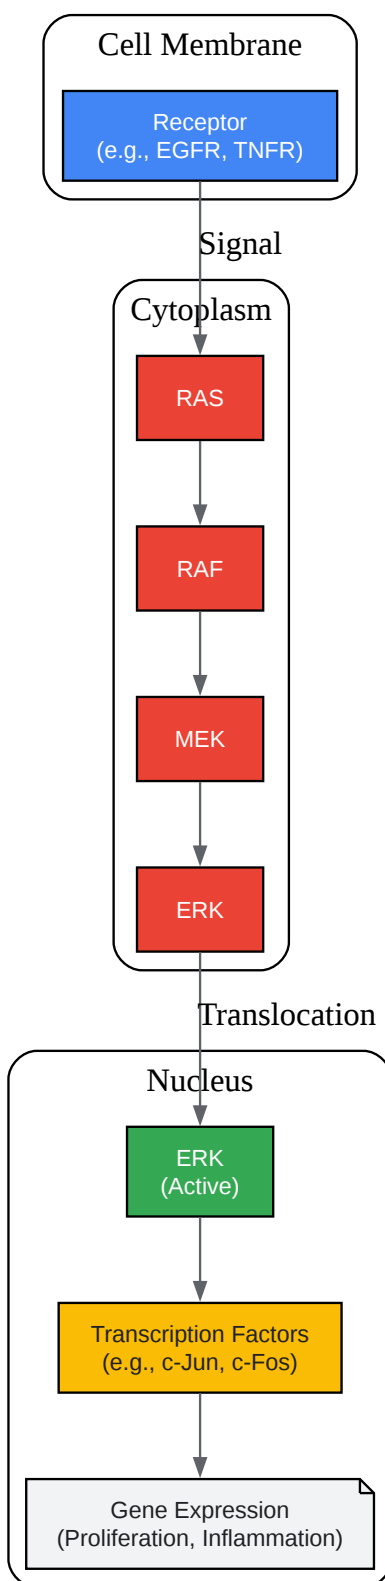 Cell Membrane
Receptor
(e.g., EGFR, TNFR)
Signal
Cytoplasm
RAS
RAF
MEK
ERK
Translocation
Nucleus
ERK
(Active)
Transcription Factors
(e.g., c-Jun, c-Fos)
Gene Expression
(Proliferation, Inflammation)